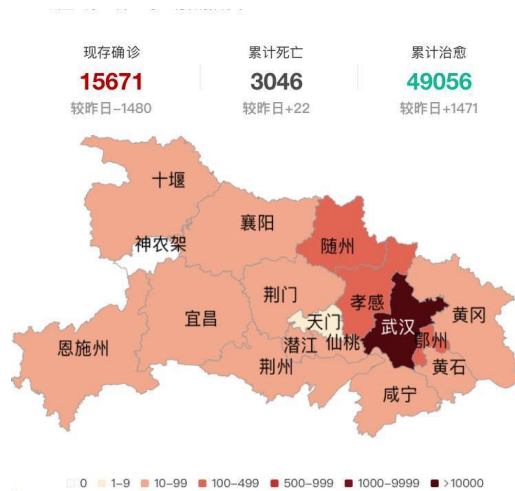 现存确诊 累计死亡 累计治愈
15671 3046 49056
较昨日-1480 较昨日+22 较昨日+1471
十堰
襄阳
随州
神农架
荆门
孝感
宜昌
天门
武汉
黄冈
恩施州
潜江
仙桃
鄂州
荆州
黄石
咸宁
0 1-9 10-99 100-499 500-999 1000-9999 >10000